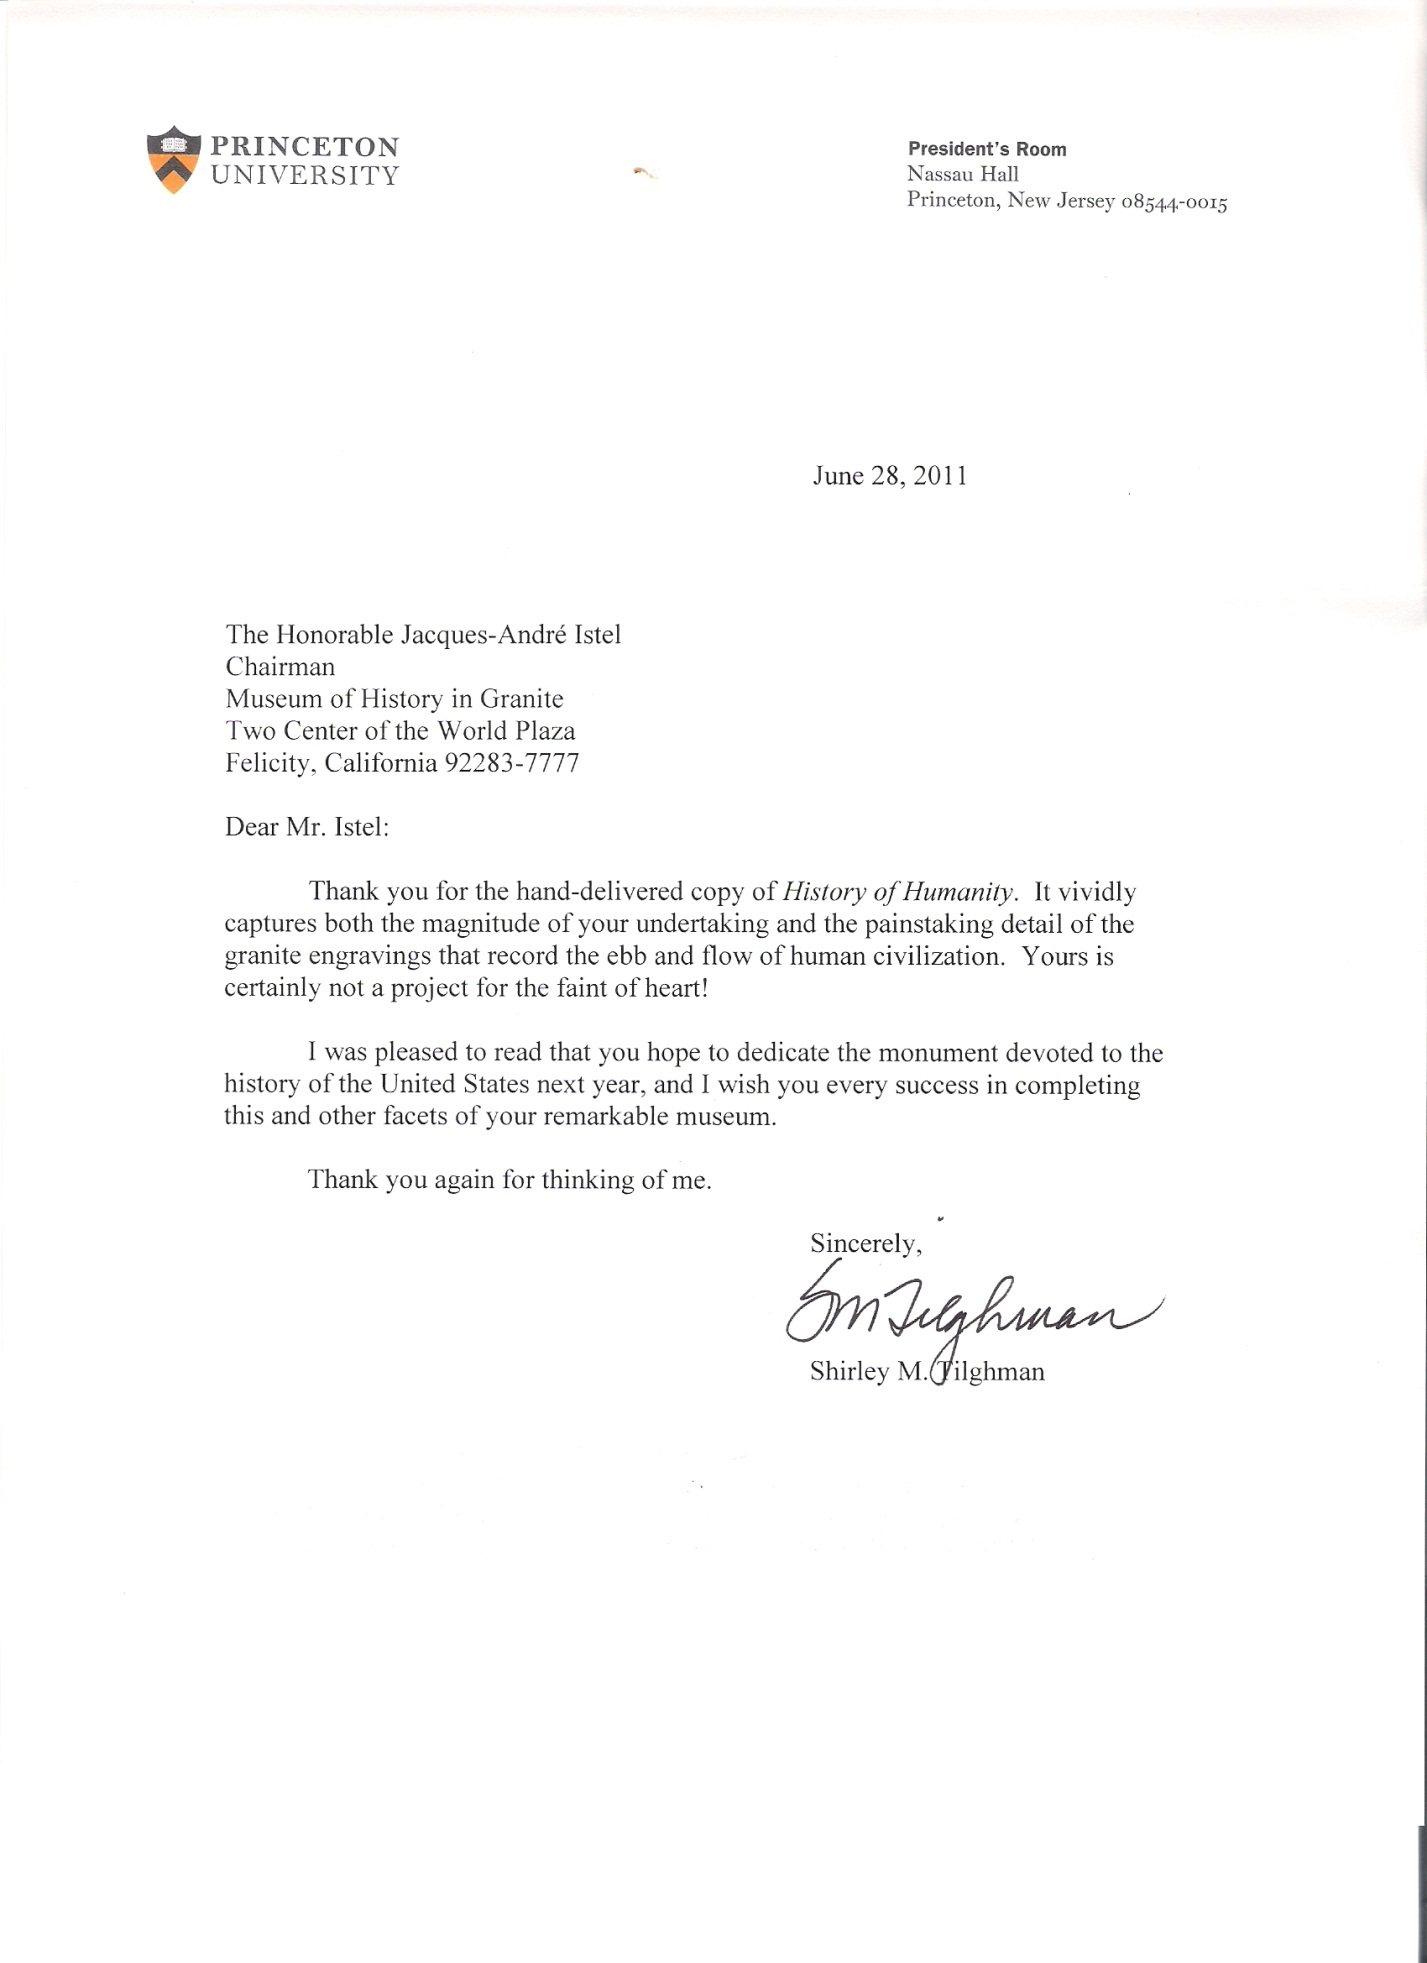 PRINCETON
UNIVERSITY
President's Room
Nassau Hall
Princeton, New Jersey 08544-0015
June 28, 2011
The Honorable Jacques-André Istel
Chairman
Museum of History in Granite
Two Center of the World Plaza
Felicity, California 92283-7777
Dear Mr. Istel:
Thank you for the hand-delivered copy of History of Humanity. It vividly
captures both the magnitude of your undertaking and the painstaking detail of the
granite engravings that record the ebb and flow of human civilization. Yours is
certainly not a project for the faint of heart!
I was pleased to read that you hope to dedicate the monument devoted to the
history of the United States next year, and I wish you every success in completing
this and other facets of your remarkable museum.
Thank you again for thinking of me.
Sincerely,
SM Tilghman
Shirley M. Tilghman